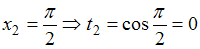 x₂ = π/2 ⇒ t₂ = cos π/2 = 0